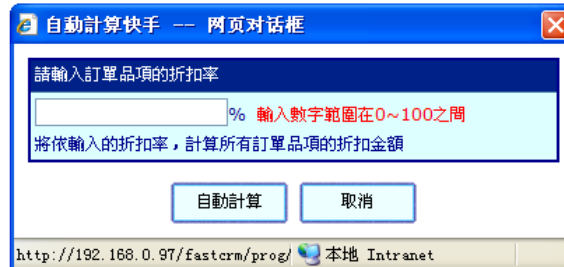 自動計算快手 -- 网页对话框
請輸入訂單品項的折扣率
% 輸入數字範圍在0~100之間
將依輸入的折扣率，計算所有訂單品項的折扣金額
自動計算 取消
http://192.168.0.97/fastcrm/prog/ 本地 Intranet